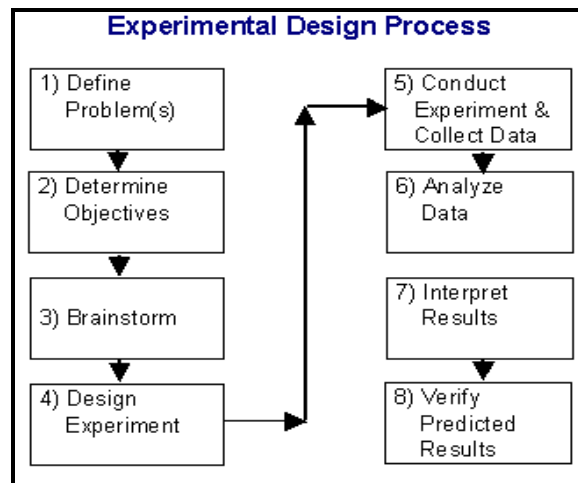 Experimental Design Process
1) Define
Problem(s)
2) Determine
Objectives
3) Brainstorm
4) Design
Experiment
5) Conduct
Experiment &
Collect Data
6) Analyze
Data
7) Interpret
Results
8) Verify
Predicted
Results